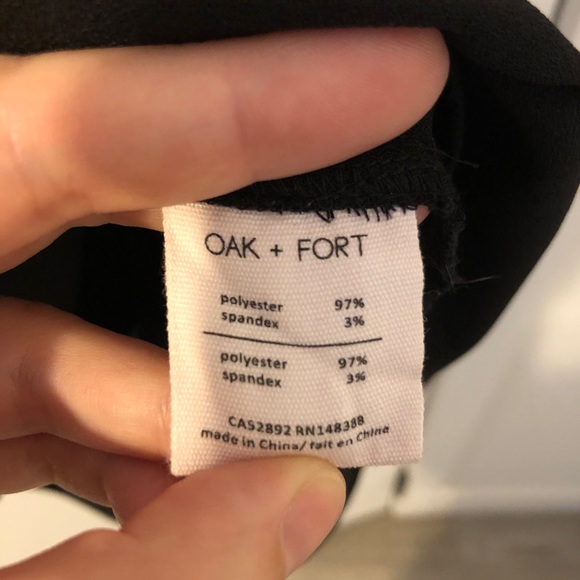 OAK + FORT
polyester 97%
spandex 3%
polyester 97%
spandex 3%
CA52892 RN148388
made in China/ fait en Chine